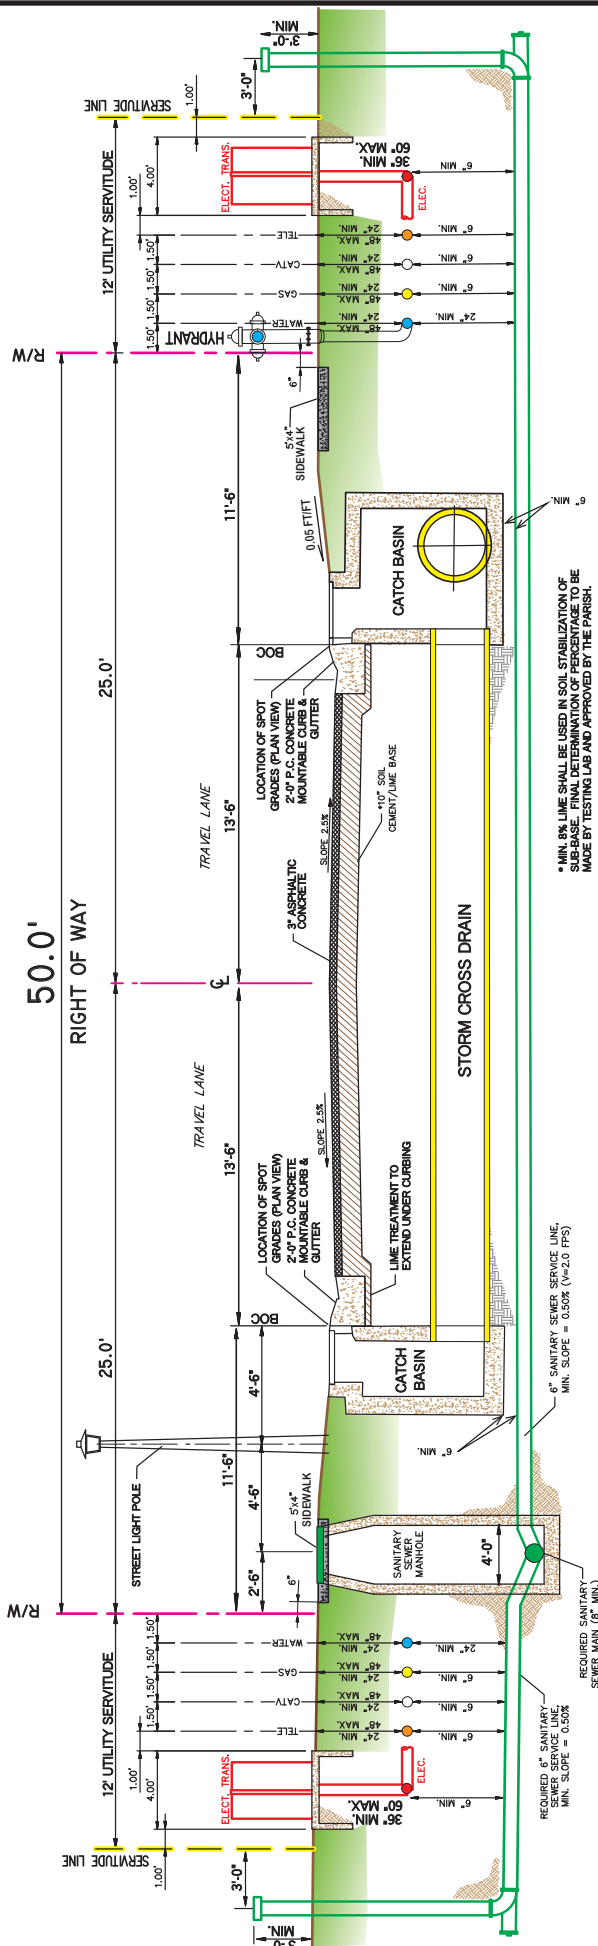 50.0'
RIGHT OF WAY
R/W
R/W
25.0'
25.0'
12' UTILITY SERVITUDE
12' UTILITY SERVITUDE
SERVITUDE LINE
SERVITUDE LINE
1.00'
4.00'
1.00'
1.50'
1.50'
1.50'
1.50'
1.50'
1.50'
1.50'
1.50'
1.00'
4.00'
1.00'
3'-0"
MIN.
3'-0"
3'-0"
MIN.
3'-0"
ELECT. TRANS.
36" MIN.
60" MAX.
ELEC.
TELE
CATV
GAS
WATER
24" MIN.
48" MAX.
24" MIN.
48" MAX.
24" MIN.
48" MAX.
24" MIN.
48" MAX.
6" MIN.
6" MIN.
6" MIN.
6" MIN.
24" MIN.
HYDRANT
6"
5'x4"
SIDEWALK
0.05 FT/FT
11'-6"
BOC
CATCH BASIN
6" MIN.
TRAVEL LANE
13'-6"
LOCATION OF SPOT
GRADES (PLAN VIEW)
2'-0" P.C. CONCRETE
MOUNTABLE CURB &
GUTTER
SLOPE 2.5%
3" ASPHALTIC
CONCRETE
*10" SOIL
CEMENT/LIME BASE
CL
STORM CROSS DRAIN
* MIN. 8% LIME SHALL BE USED IN SOIL STABILIZATION OF
SUB-BASE. FINAL DETERMINATION OF PERCENTAGE TO BE
MADE BY TESTING LAB AND APPROVED BY THE PARISH.
TRAVEL LANE
13'-6"
SLOPE 2.5%
LOCATION OF SPOT
GRADES (PLAN VIEW)
2'-0" P.C. CONCRETE
MOUNTABLE CURB &
GUTTER
LIME TREATMENT TO
EXTEND UNDER CURBING
BOC
CATCH
BASIN
6" MIN.
11'-6"
4'-6"
4'-6"
2'-6"
STREET LIGHT POLE
5'x4"
SIDEWALK
6"
SANITARY
SEWER
MANHOLE
4'-0"
6" SANITARY SEWER SERVICE LINE,
MIN. SLOPE = 0.50% (V=2.0 FPS)
REQUIRED SANITARY
SEWER MAIN (8" MIN.)
REQUIRED 6" SANITARY
SEWER SERVICE LINE,
MIN. SLOPE = 0.50%
WATER
GAS
CATV
TELE
24" MIN.
48" MAX.
24" MIN.
48" MAX.
24" MIN.
48" MAX.
24" MIN.
48" MAX.
24" MIN.
6" MIN.
6" MIN.
6" MIN.
6" MIN.
ELECT. TRANS.
36" MIN.
60" MAX.
ELEC.